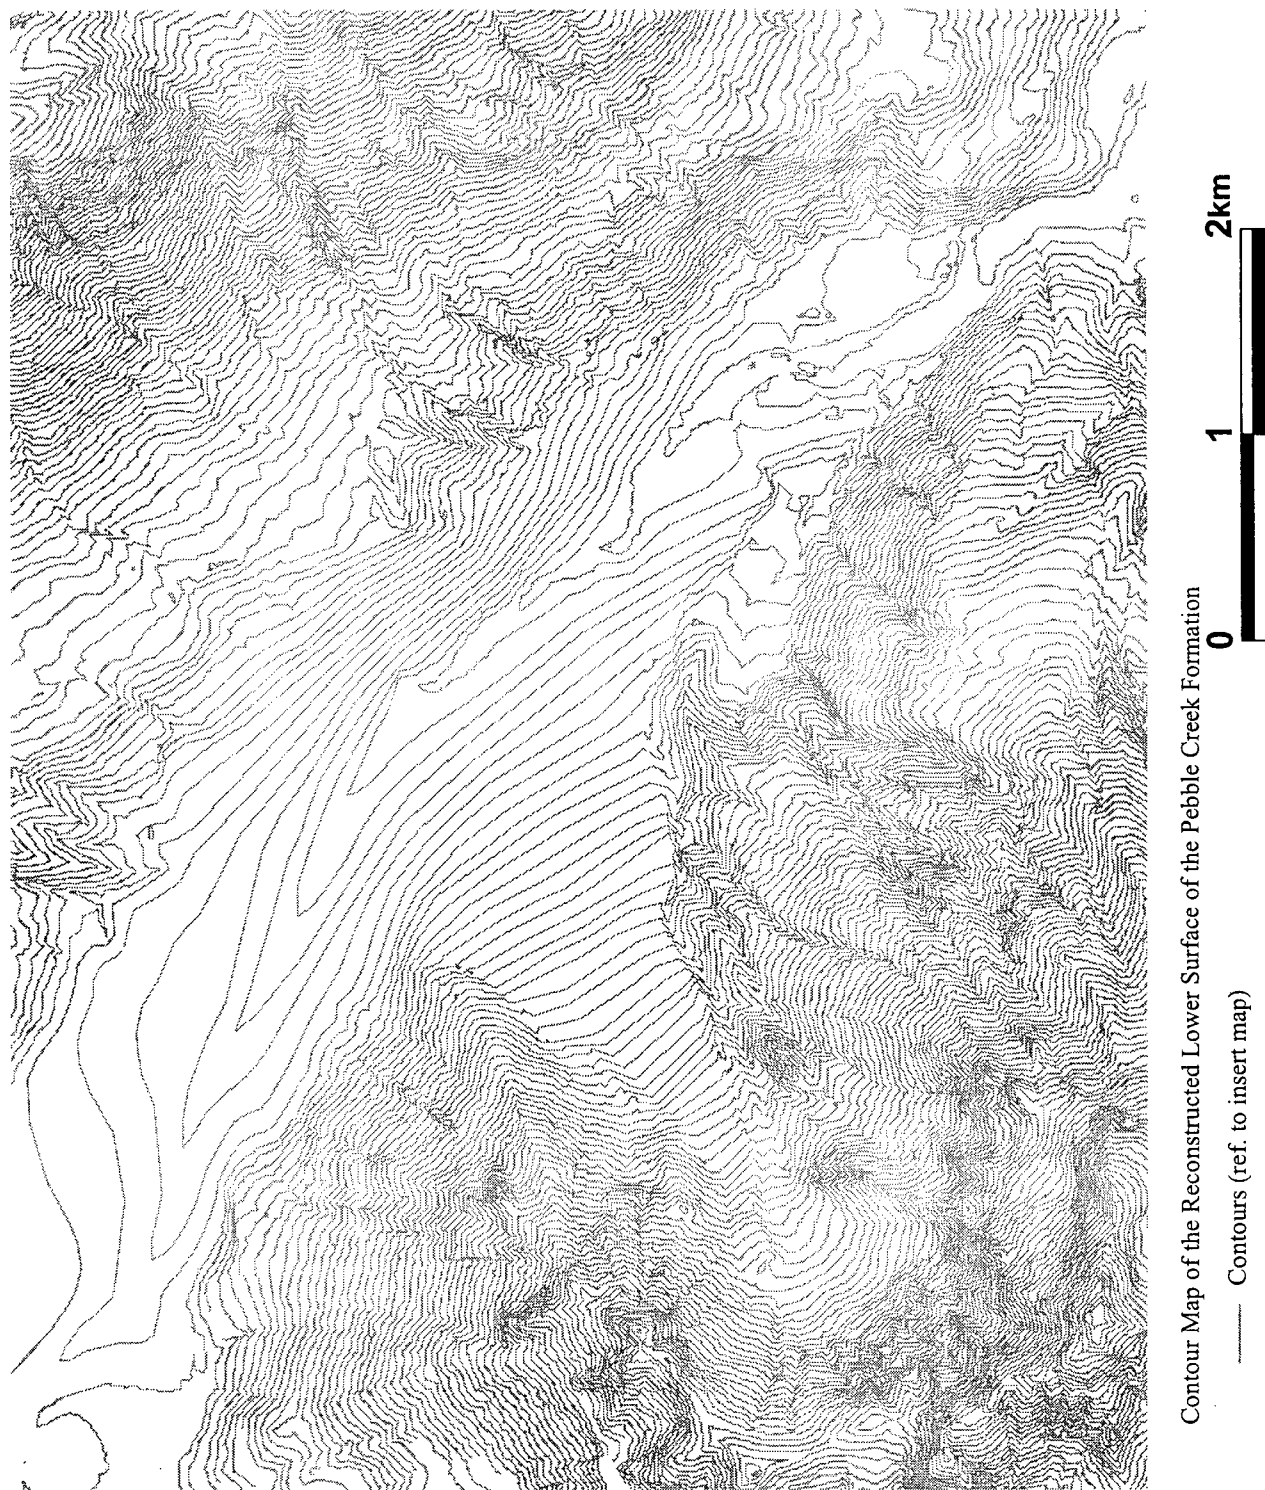 Contour Map of the Reconstructed Lower Surface of the Pebble Creek Formation
Contours (ref. to insert map)
0 1 2km